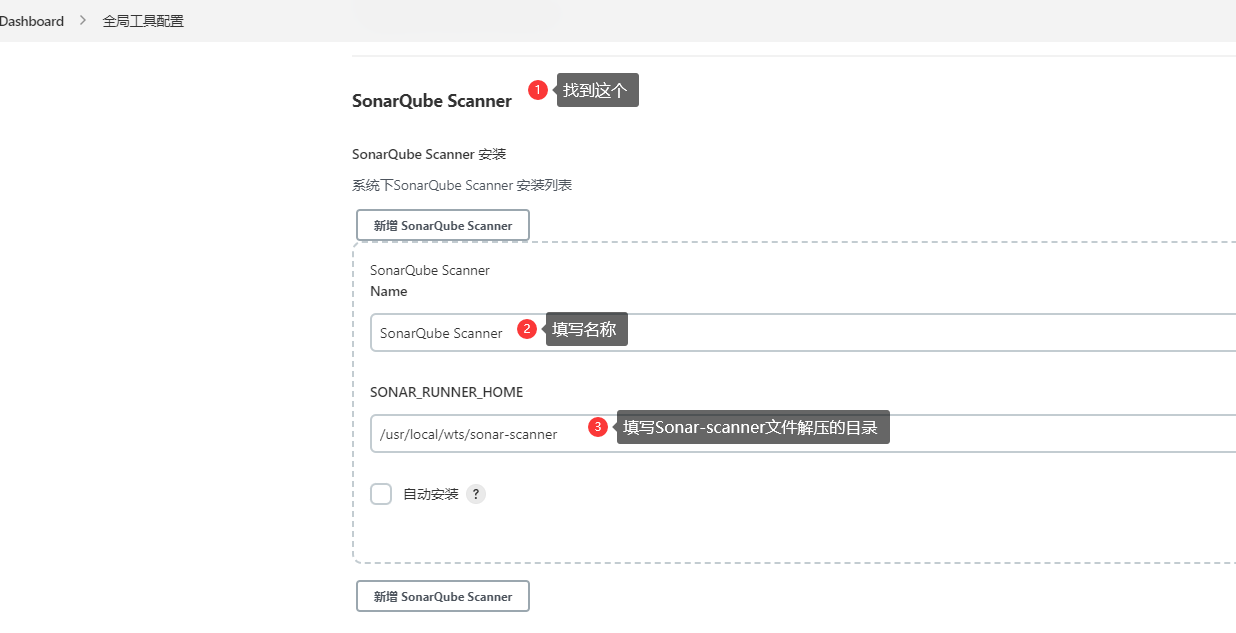 Dashboard > 全局工具配置
SonarQube Scanner 1 找到这个
SonarQube Scanner 安装
系统下SonarQube Scanner 安装列表
新增 SonarQube Scanner
SonarQube Scanner
Name
SonarQube Scanner 2 填写名称
SONAR_RUNNER_HOME
/usr/local/wts/sonar-scanner 3 填写Sonar-scanner文件解压的目录
自动安装 ?
新增 SonarQube Scanner